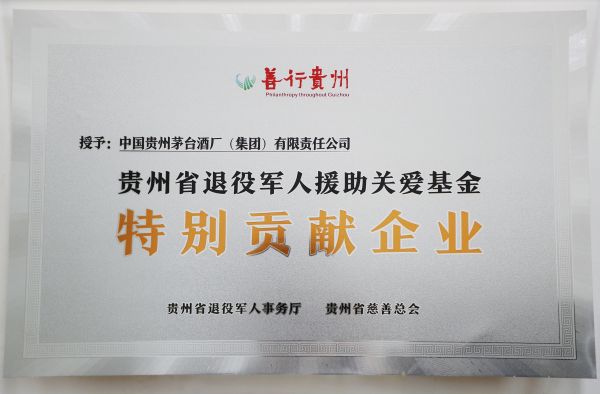 善行贵州
Philanthropy throughout Guizhou
授予：中国贵州茅台酒厂（集团）有限责任公司
贵州省退役军人援助关爱基金
特别贡献企业
贵州省退役军人事务厅 贵州省慈善总会